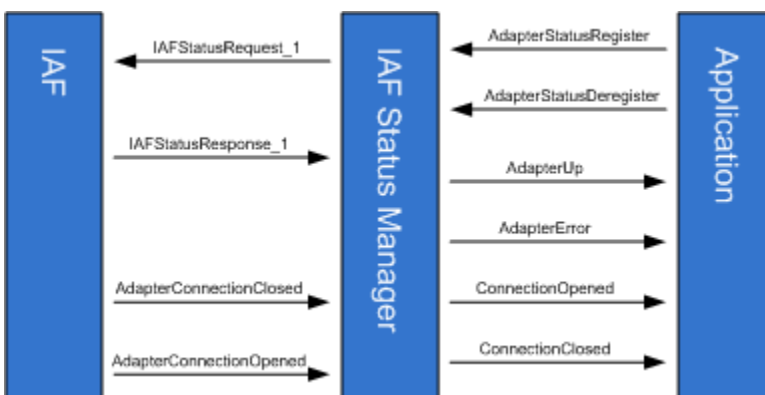 IAF
IAFStatusRequest_1
IAFStatusResponse_1
AdapterConnectionClosed
AdapterConnectionOpened
IAF Status Manager
AdapterStatusRegister
AdapterStatusDeregister
AdapterUp
AdapterError
ConnectionOpened
ConnectionClosed
Application